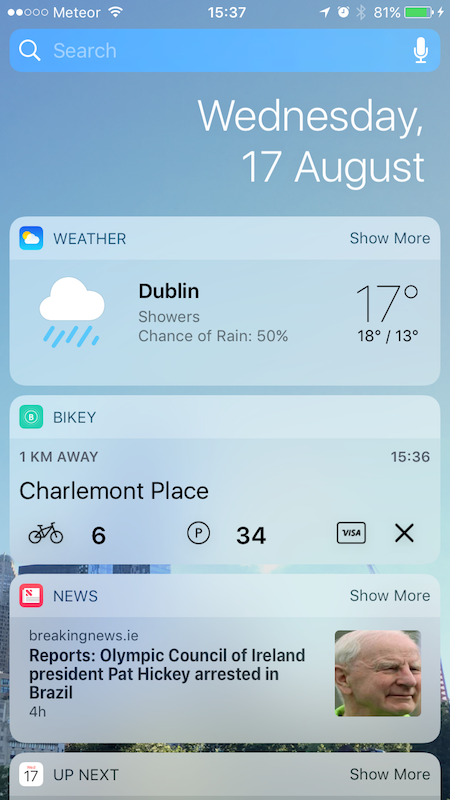 Meteor 15:37 81%
Search
Wednesday,
17 August
WEATHER Show More
Dublin
17°
Showers
Chance of Rain: 50%
18° / 13°
B
BIKEY
1 KM AWAY 15:36
Charlemont Place
6 P 34 VISA
NEWS Show More
breakingnews.ie
Reports: Olympic Council of Ireland
president Pat Hickey arrested in
Brazil
4h
17 UP NEXT Show More